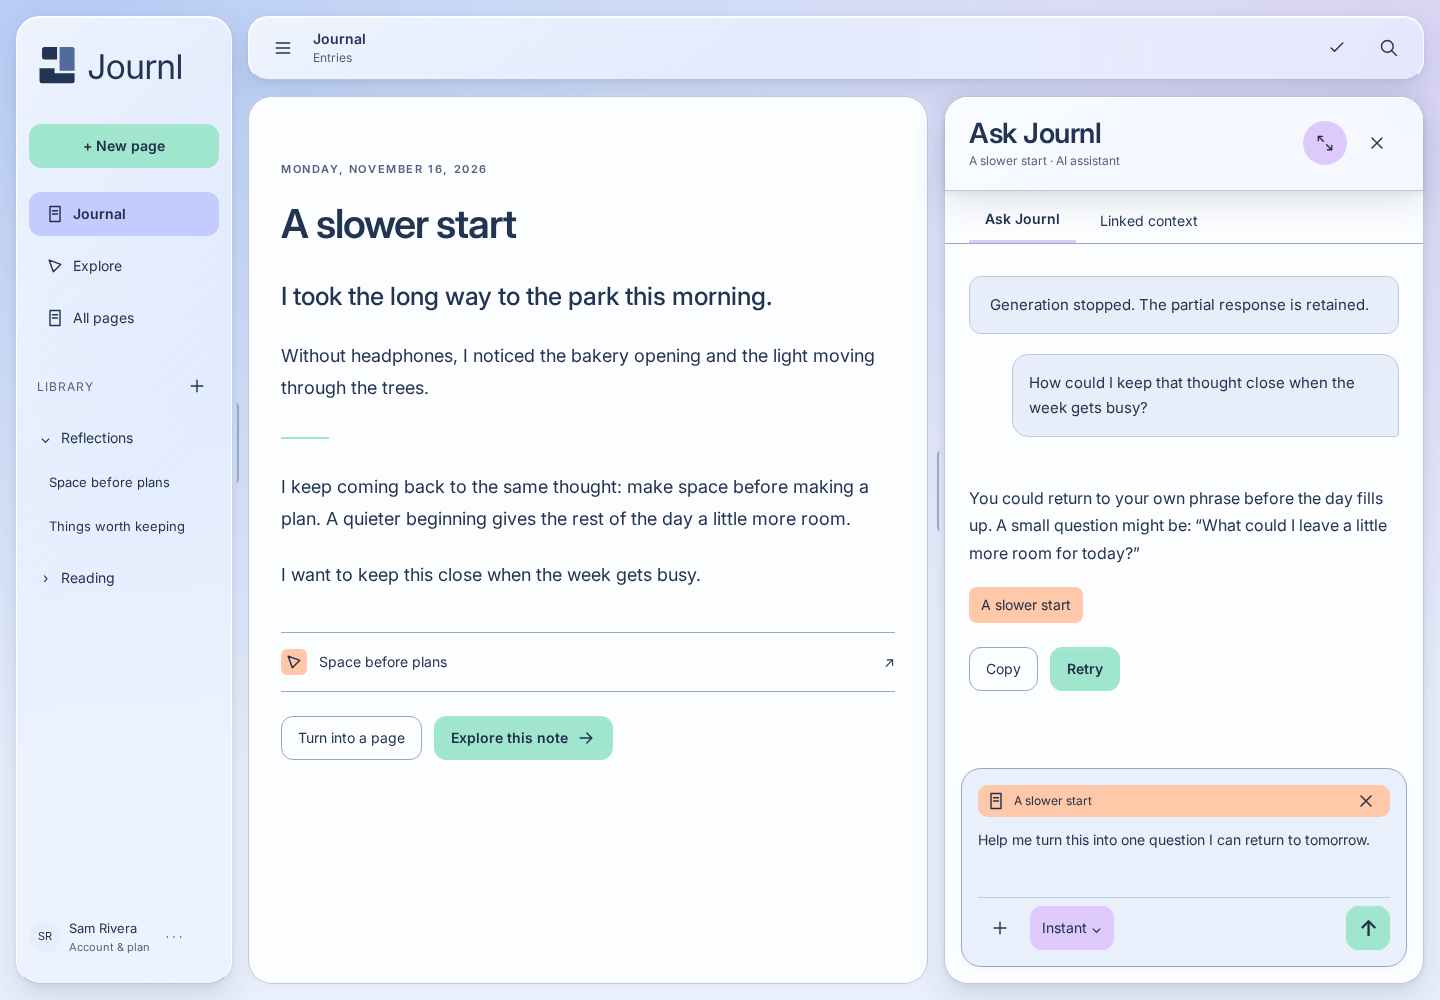 Journl
+ New page
Journal
Explore
All pages
LIBRARY
Reflections
Space before plans
Things worth keeping
Reading
SR
Sam Rivera
Account & plan
Journal
Entries
MONDAY, NOVEMBER 16, 2026
A slower start
I took the long way to the park this morning.
Without headphones, I noticed the bakery opening and the light moving
through the trees.
I keep coming back to the same thought: make space before making a
plan. A quieter beginning gives the rest of the day a little more room.
I want to keep this close when the week gets busy.
Space before plans
Turn into a page
Explore this note
Ask Journl
A slower start · AI assistant
Ask Journl
Linked context
Generation stopped. The partial response is retained.
How could I keep that thought close when the
week gets busy?
You could return to your own phrase before the day fills
up. A small question might be: “What could I leave a little
more room for today?”
A slower start
Copy
Retry
A slower start
Help me turn this into one question I can return to tomorrow.
Instant